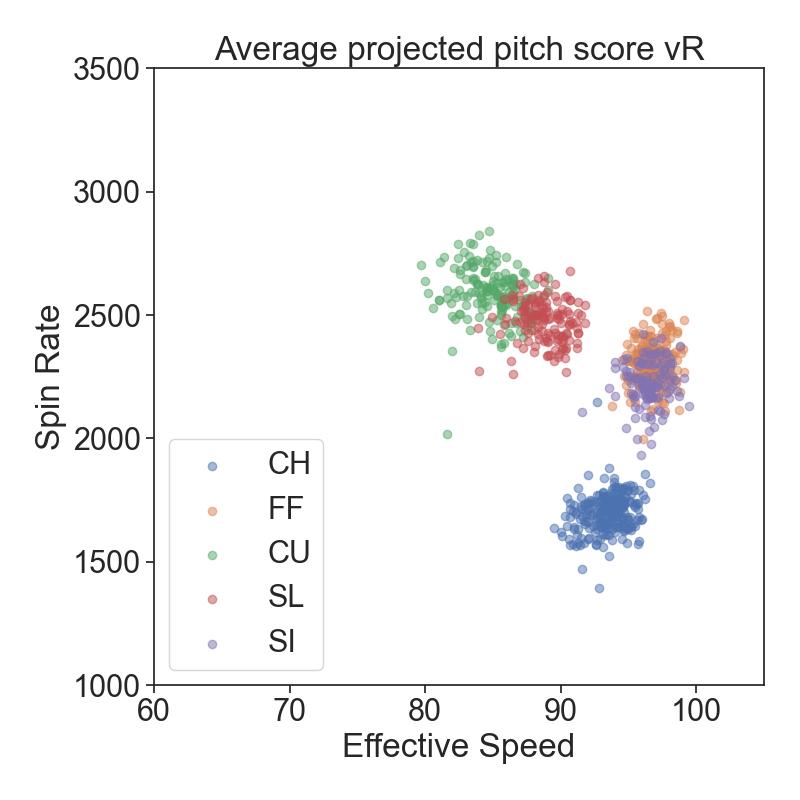 Average projected pitch score vR
3500
3000
2500
2000
1500
1000
Spin Rate
CH
FF
CU
SL
SI
60 70 80 90 100
Effective Speed